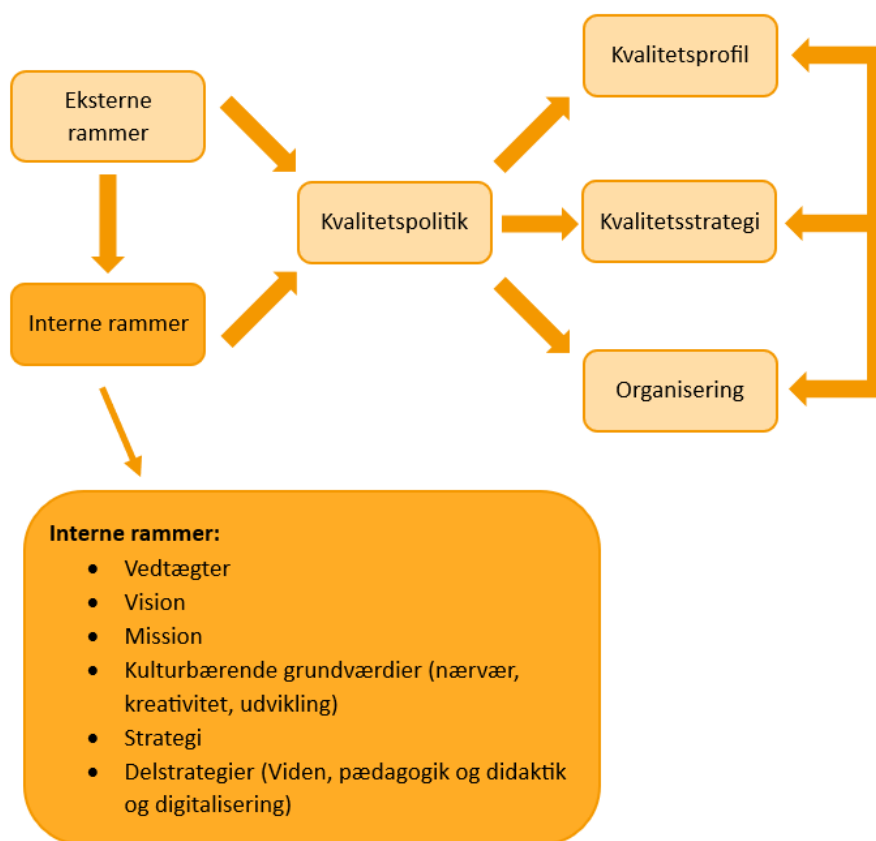 Kvalitetsprofil
Eksterne
rammer
Kvalitetspolitik
Kvalitetsstrategi
Interne rammer
Organisering
Interne rammer:
• Vedtægter
• Vision
• Mission
• Kulturbærende grundværdier (nærvær,
kreativitet, udvikling)
• Strategi
• Delstrategier (Viden, pædagogik og didaktik
og digitalisering)